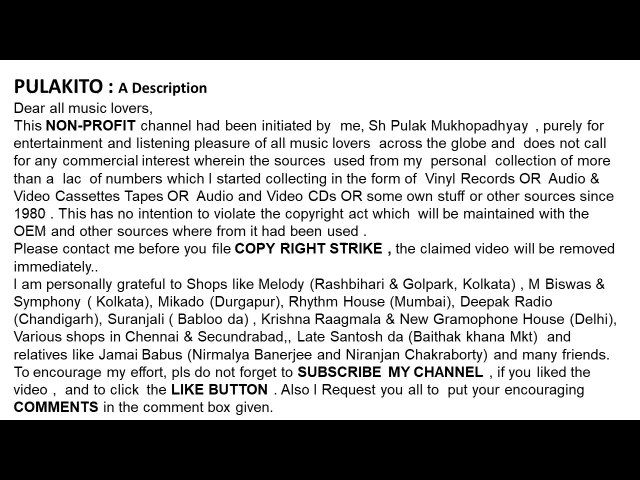 PULAKITO : A Description
Dear all music lovers,
This NON-PROFIT channel had been initiated by me, Sh Pulak Mukhopadhyay , purely for
entertainment and listening pleasure of all music lovers across the globe and does not call
for any commercial interest wherein the sources used from my personal collection of more
than a lac of numbers which I started collecting in the form of Vinyl Records OR Audio &
Video Cassettes Tapes OR Audio and Video CDs OR some own stuff or other sources since
1980 . This has no intention to violate the copyright act which will be maintained with the
OEM and other sources where from it had been used .
Please contact me before you file COPY RIGHT STRIKE , the claimed video will be removed
immediately..
I am personally grateful to Shops like Melody (Rashbihari & Golpark, Kolkata) , M Biswas &
Symphony ( Kolkata), Mikado (Durgapur), Rhythm House (Mumbai), Deepak Radio
(Chandigarh), Suranjali ( Babloo da) , Krishna Raagmala & New Gramophone House (Delhi),
Various shops in Chennai & Secundrabad,, Late Santosh da (Baithak khana Mkt) and
relatives like Jamai Babus (Nirmalya Banerjee and Niranjan Chakraborty) and many friends.
To encourage my effort, pls do not forget to SUBSCRIBE MY CHANNEL , if you liked the
video , and to click the LIKE BUTTON . Also I Request you all to put your encouraging
COMMENTS in the comment box given.